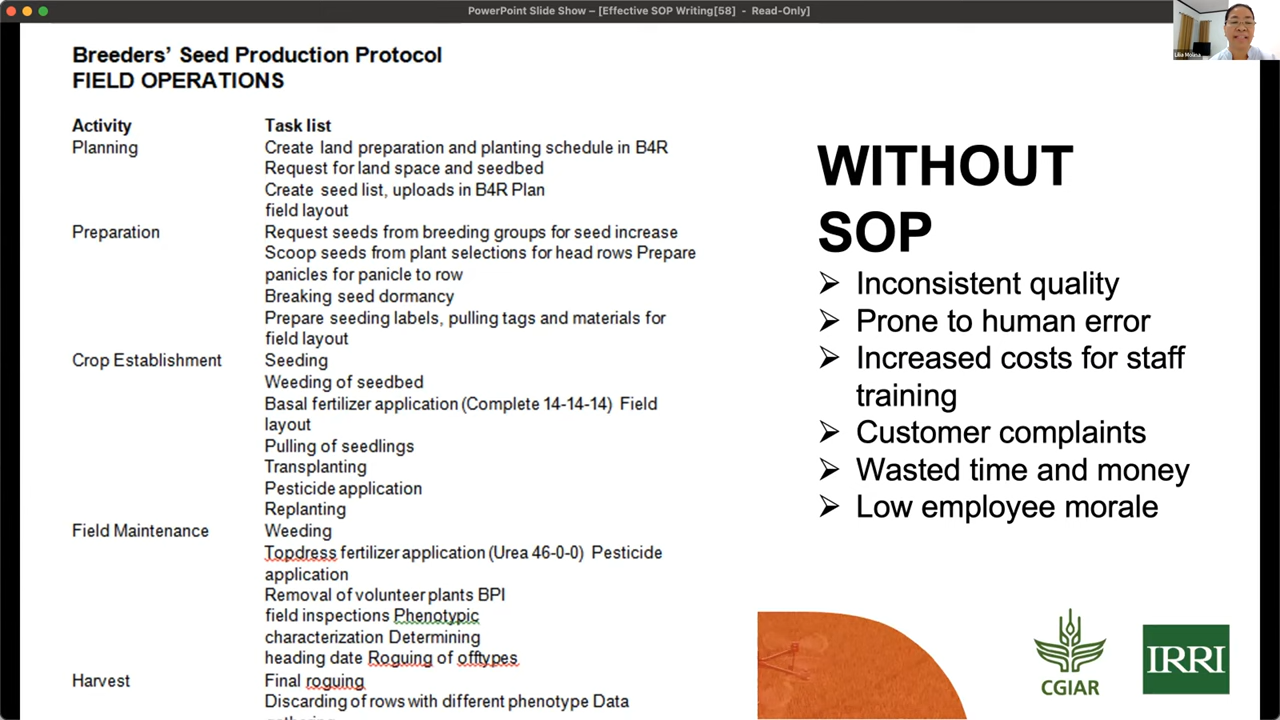 PowerPoint Slide Show – [Effective SOP Writing[58] - Read-Only]
Lilia Molina
Breeders’ Seed Production Protocol
FIELD OPERATIONS
Activity Task list
Planning Create land preparation and planting schedule in B4R
Request for land space and seedbed
Create seed list, uploads in B4R Plan
field layout
Preparation Request seeds from breeding groups for seed increase
Scoop seeds from plant selections for head rows Prepare
panicles for panicle to row
Breaking seed dormancy
Prepare seeding labels, pulling tags and materials for
field layout
Crop Establishment Seeding
Weeding of seedbed
Basal fertilizer application (Complete 14-14-14) Field
layout
Pulling of seedlings
Transplanting
Pesticide application
Replanting
Field Maintenance Weeding
Topdress fertilizer application (Urea 46-0-0) Pesticide
application
Removal of volunteer plants BPI
field inspections Phenotypic
characterization Determining
heading date Roguing of offtypes
Harvest Final roguing
Discarding of rows with different phenotype Data
WITHOUT
SOP
➢ Inconsistent quality
➢ Prone to human error
➢ Increased costs for staff
training
➢ Customer complaints
➢ Wasted time and money
➢ Low employee morale
CGIAR
IRRI